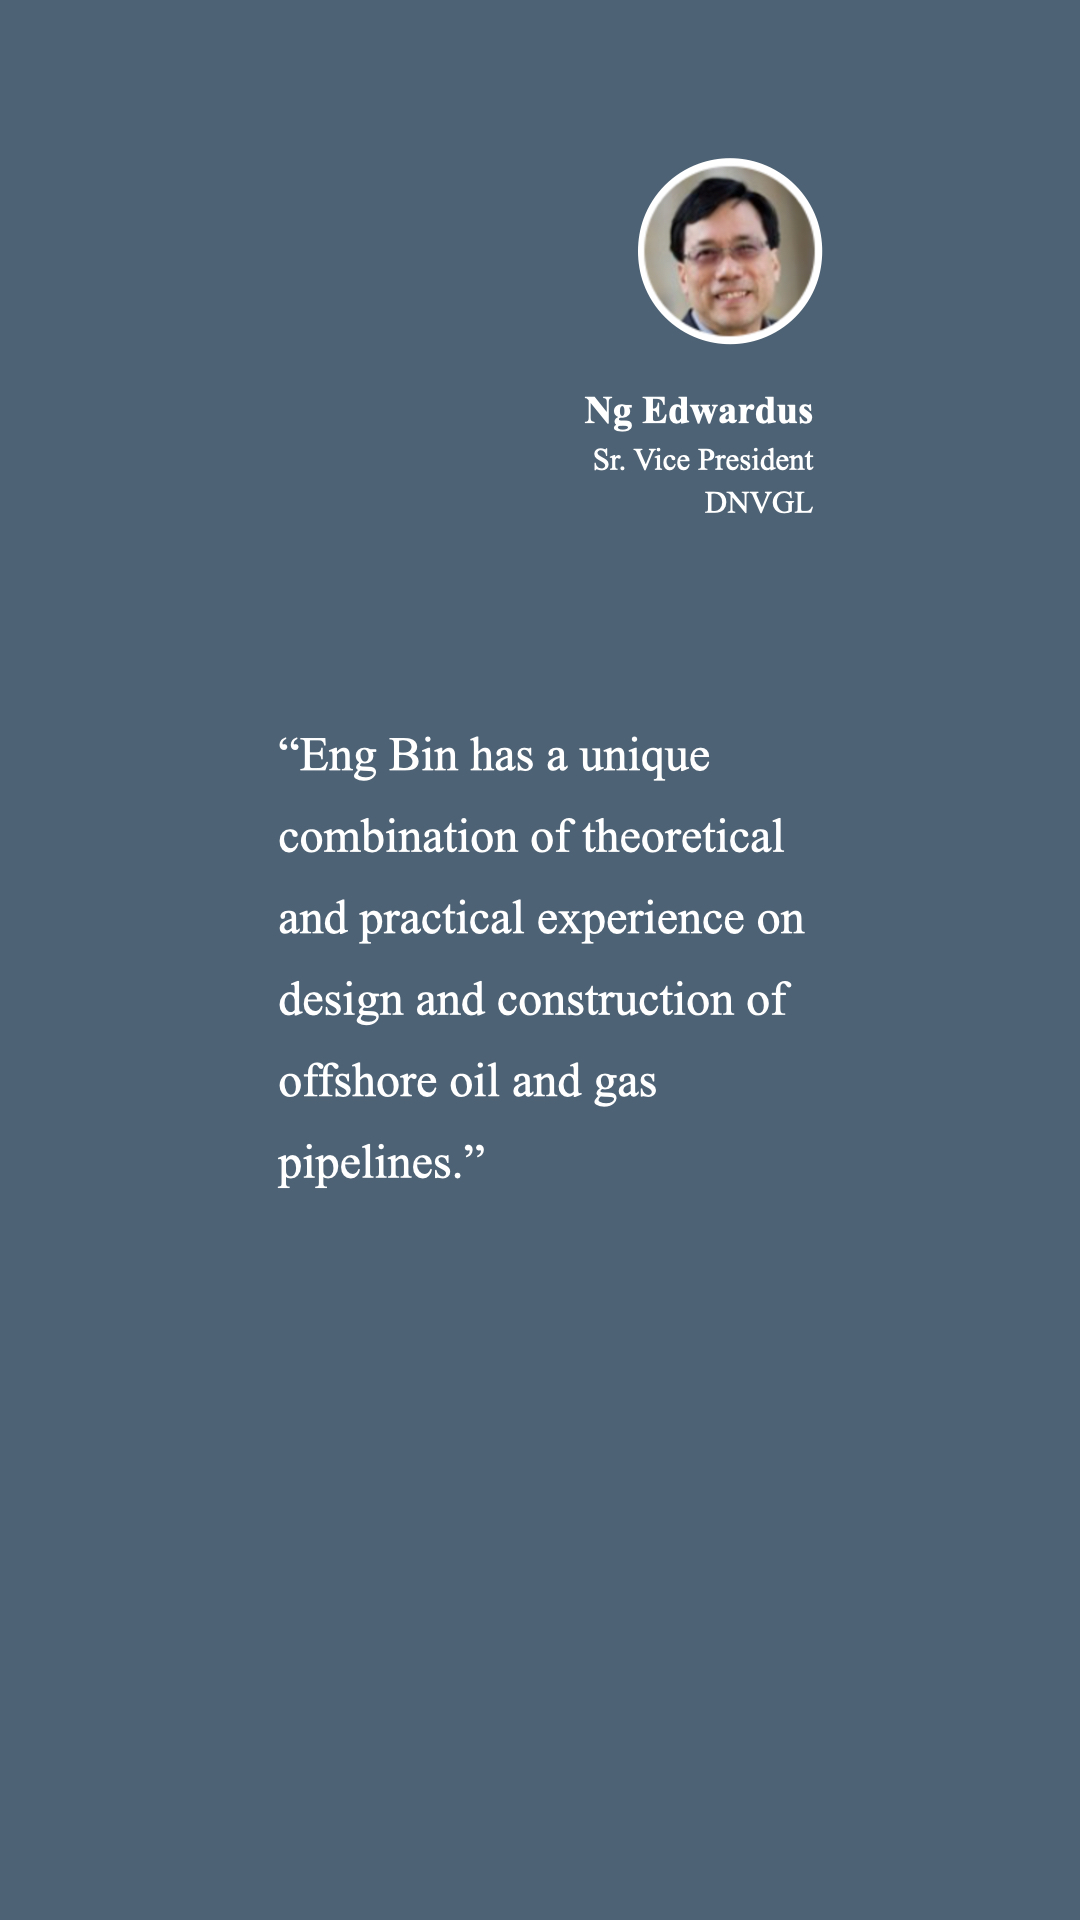 Ng Edwardus
Sr. Vice President
DNVGL
“Eng Bin has a unique
combination of theoretical
and practical experience on
design and construction of
offshore oil and gas
pipelines.”